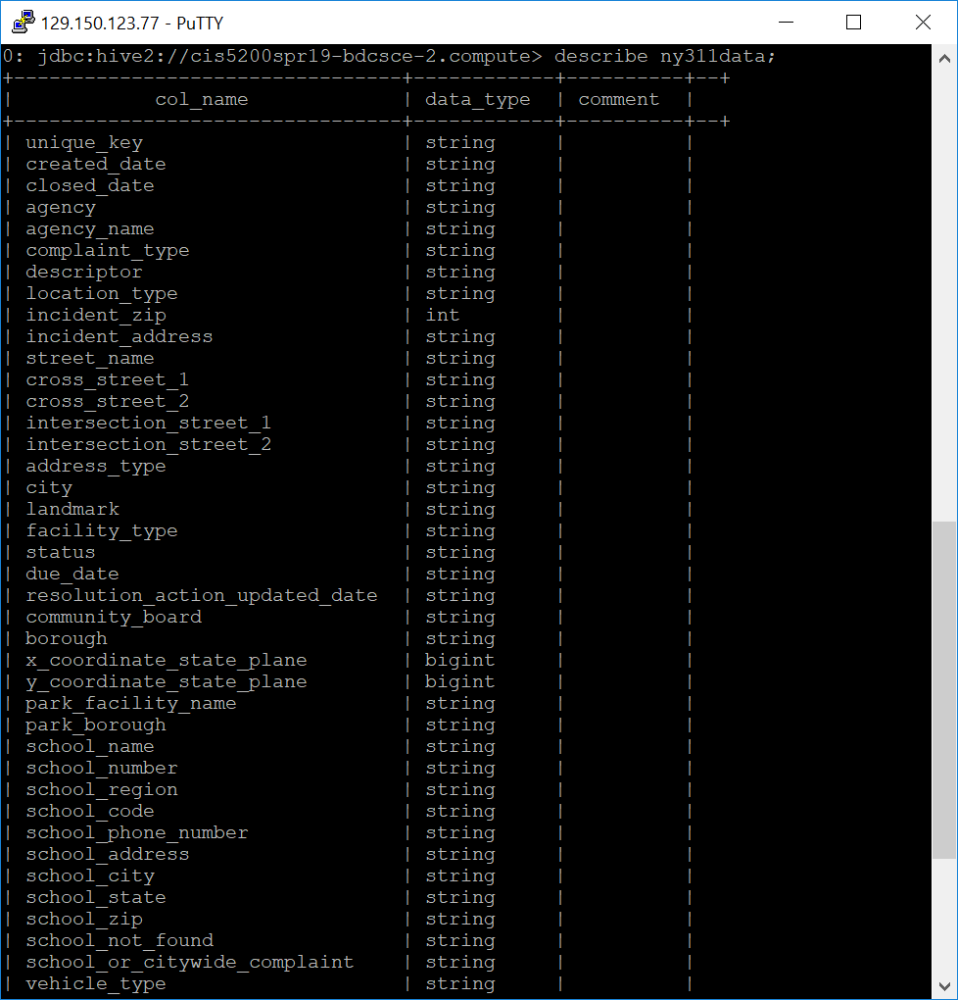 129.150.123.77 - PuTTY
0: jdbc:hive2://cis5200spr19-bdcsce-2.compute> describe ny311data;
+---------------------------------+------------+----------+--+
|            col_name             | data_type  | comment  |
+---------------------------------+------------+----------+--+
| unique_key                      | string     |          |
| created_date                    | string     |          |
| closed_date                     | string     |          |
| agency                          | string     |          |
| agency_name                     | string     |          |
| complaint_type                  | string     |          |
| descriptor                      | string     |          |
| location_type                   | string     |          |
| incident_zip                    | int        |          |
| incident_address                | string     |          |
| street_name                     | string     |          |
| cross_street_1                  | string     |          |
| cross_street_2                  | string     |          |
| intersection_street_1           | string     |          |
| intersection_street_2           | string     |          |
| address_type                    | string     |          |
| city                            | string     |          |
| landmark                        | string     |          |
| facility_type                   | string     |          |
| status                          | string     |          |
| due_date                        | string     |          |
| resolution_action_updated_date  | string     |          |
| community_board                 | string     |          |
| borough                         | string     |          |
| x_coordinate_state_plane        | bigint     |          |
| y_coordinate_state_plane        | bigint     |          |
| park_facility_name              | string     |          |
| park_borough                    | string     |          |
| school_name                     | string     |          |
| school_number                   | string     |          |
| school_region                   | string     |          |
| school_code                     | string     |          |
| school_phone_number             | string     |          |
| school_address                  | string     |          |
| school_city                     | string     |          |
| school_state                    | string     |          |
| school_zip                      | string     |          |
| school_not_found                | string     |          |
| school_or_citywide_complaint    | string     |          |
| vehicle_type                    | string     |          |